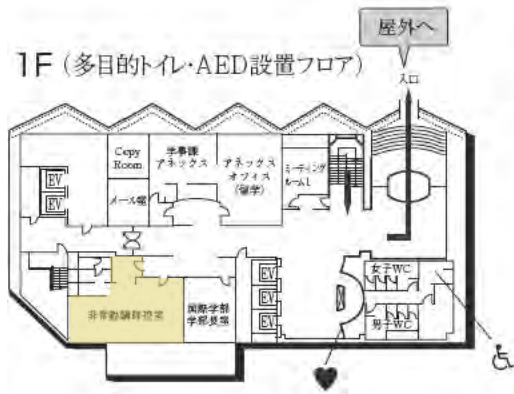 屋外へ
1F (多目的トイレ・AED設置フロア)
入口
Copy
Room
学事課
アネックス
アネックス
オフィス
(留学)
ミーティング
ルーム1
EV
EV
メール室
EV
EV
EV
女子WC
男子WC
非常勤講師控室
国際学部
学部長室